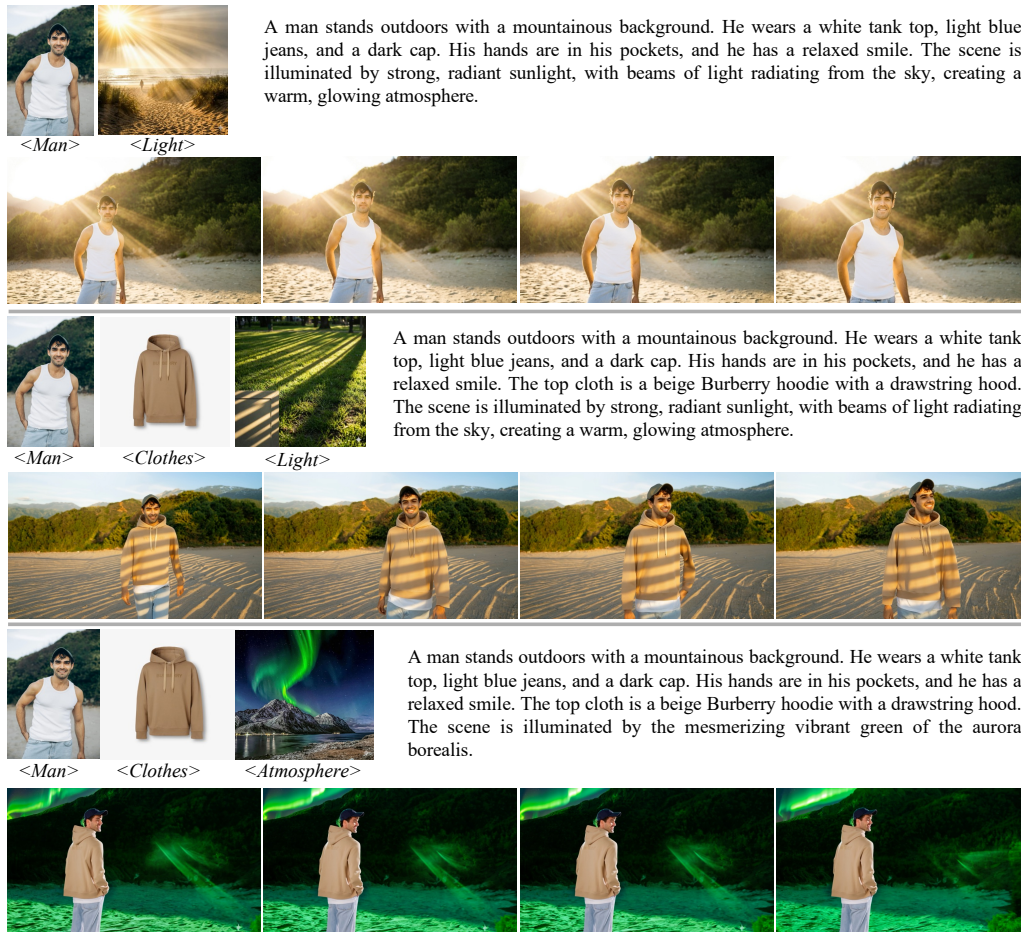 A man stands outdoors with a mountainous background. He wears a white tank top, light blue
jeans, and a dark cap. His hands are in his pockets, and he has a relaxed smile. The scene is
illuminated by strong, radiant sunlight, with beams of light radiating from the sky, creating a
warm, glowing atmosphere.
<Man> <Light>
A man stands outdoors with a mountainous background. He wears a white tank
top, light blue jeans, and a dark cap. His hands are in his pockets, and he has a
relaxed smile. The top cloth is a beige Burberry hoodie with a drawstring hood.
The scene is illuminated by strong, radiant sunlight, with beams of light radiating
from the sky, creating a warm, glowing atmosphere.
<Man> <Clothes> <Light>
A man stands outdoors with a mountainous background. He wears a white tank
top, light blue jeans, and a dark cap. His hands are in his pockets, and he has a
relaxed smile. The top cloth is a beige Burberry hoodie with a drawstring hood.
The scene is illuminated by the mesmerizing vibrant green of the aurora
borealis.
<Man> <Clothes> <Atmosphere>